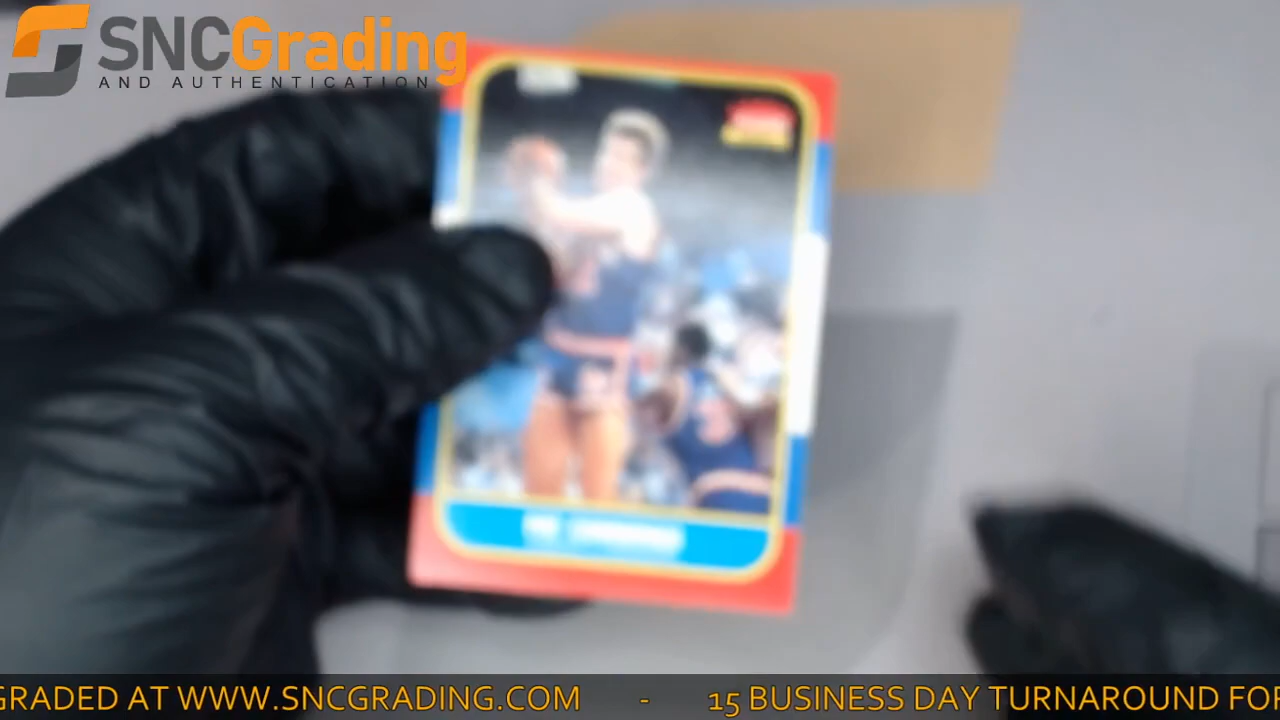 SNCGrading
AND AUTHENTICATION
GRADED AT WWW.SNCGRADING.COM - 15 BUSINESS DAY TURNAROUND FOR